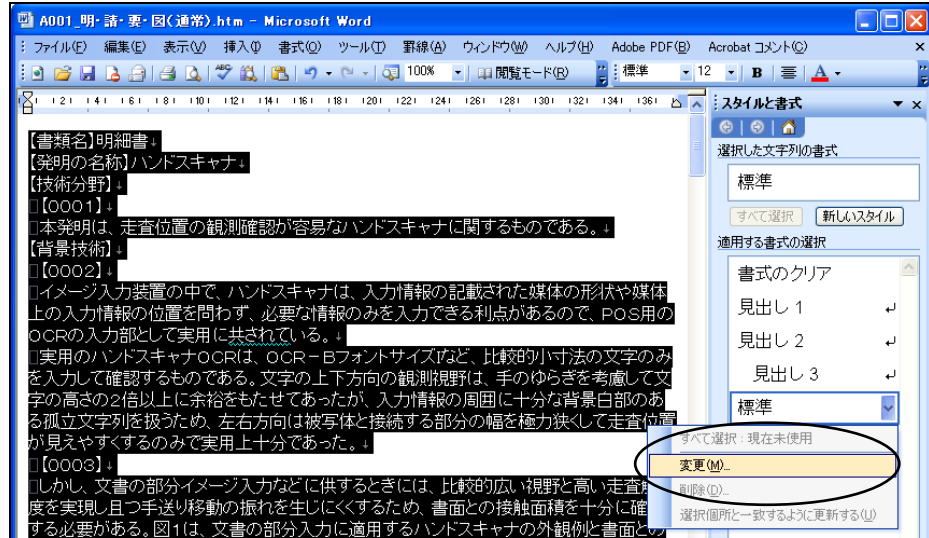 A001_明・請・要・図(通常).htm - Microsoft Word
ファイル(F) 編集(E) 表示(V) 挿入(I) 書式(O) ツール(T) 罫線(A) ウィンドウ(W) ヘルプ(H) Adobe PDF(B) Acrobat コメント(C)
100% 閲覧モード(R) 標準 12 B A
2 4 6 8 10 12 14 16 18 20 22 24 26 28 30 32 34 36
スタイルと書式
選択した文字列の書式
標準
すべて選択 新しいスタイル
適用する書式の選択
書式のクリア
見出し 1
見出し 2
見出し 3
標準
すべて選択 : 現在未使用
変更(M)...
削除(D)...
選択個所と一致するように更新する(U)
【書類名】明細書↓
【発明の名称】ハンドスキャナ↓
【技術分野】↓
【0001】↓
本発明は、走査位置の観測確認が容易なハンドスキャナに関するものである。↓
【背景技術】↓
【0002】↓
イメージ入力装置の中で、ハンドスキャナは、入力情報の記載された媒体の形状や媒体
上の入力情報の位置を問わず、必要な情報のみを入力できる利点があるので、POS用の
OCRの入力部として実用に共されている。↓
実用のハンドスキャナOCRは、OCR－Bフォントサイズなど、比較的小寸法の文字のみ
を入力して確認するものである。文字の上下方向の観測視野は、手のゆらぎを考慮して文
字の高さの2倍以上に余裕をもたせてあったが、入力情報の周囲に十分な背景白部のあ
る孤立文字列を扱うため、左右方向は被写体と接続する部分の幅を極力狭くして走査位置
が見えやすくするのみで実用上十分であった。↓
【0003】↓
しかし、文書の部分イメージ入力などに供するときには、比較的広い視野と高い走査
度を実現し且つ手送り移動の振れを生じにくくするため、書面との接触面積を十分に確
する必要がある。図1は、文書の部分入力に適用するハンドスキャナの外観例と書面との